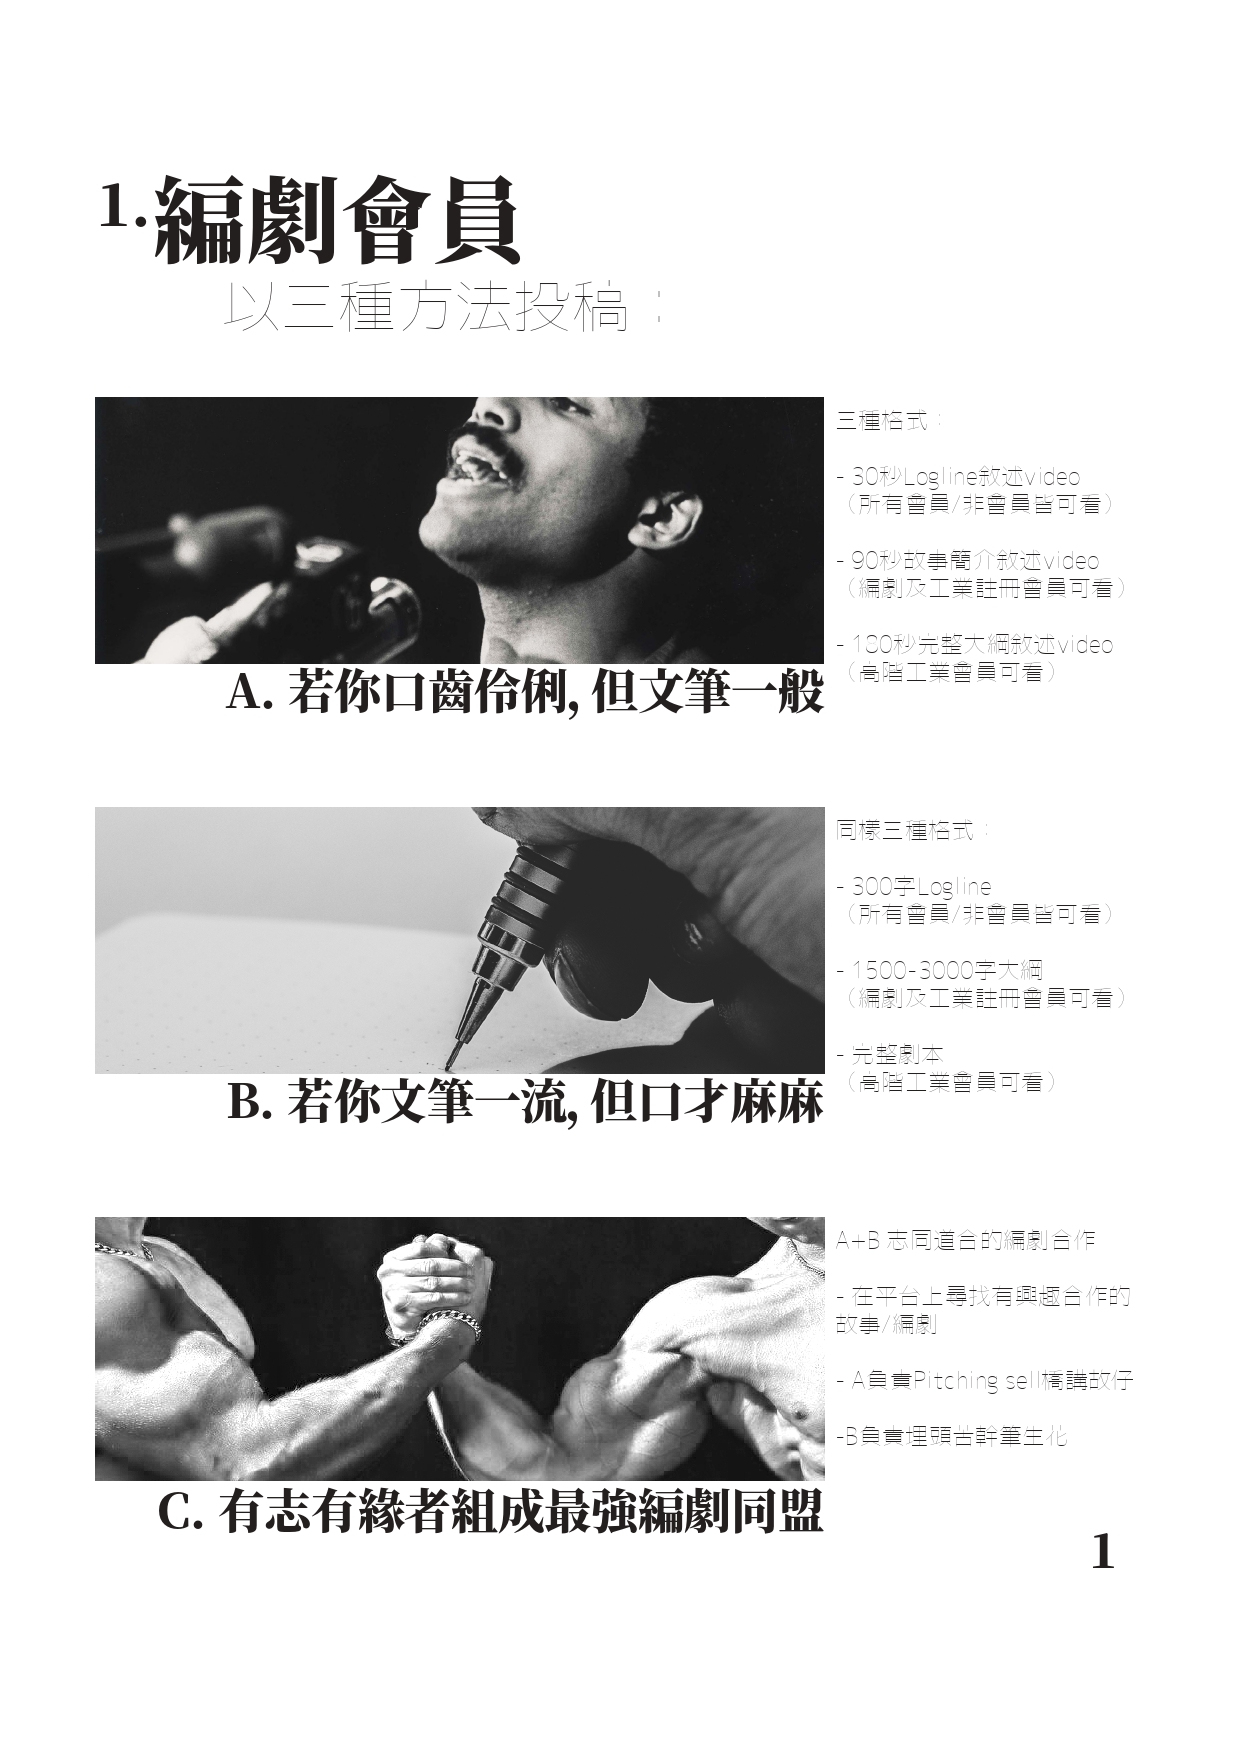 1.編劇會員
以三種方法投稿：
三種格式：
- 30秒Logline敘述video
（所有會員/非會員皆可看）
- 90秒故事簡介敘述video
（編劇及工業註冊會員可看）
- 180秒完整大綱敘述video
（高階工業會員可看）
A. 若你口齒伶俐, 但文筆一般
同樣三種格式：
- 300字Logline
（所有會員/非會員皆可看）
- 1500-3000字大綱
（編劇及工業註冊會員可看）
- 完整劇本
（高階工業會員可看）
B. 若你文筆一流, 但口才麻麻
A+B 志同道合的編劇合作
- 在平台上尋找有興趣合作的
故事/編劇
- A負責Pitching sell橋講故仔
-B負責埋頭苦幹筆生花
C. 有志有緣者組成最強編劇同盟
1